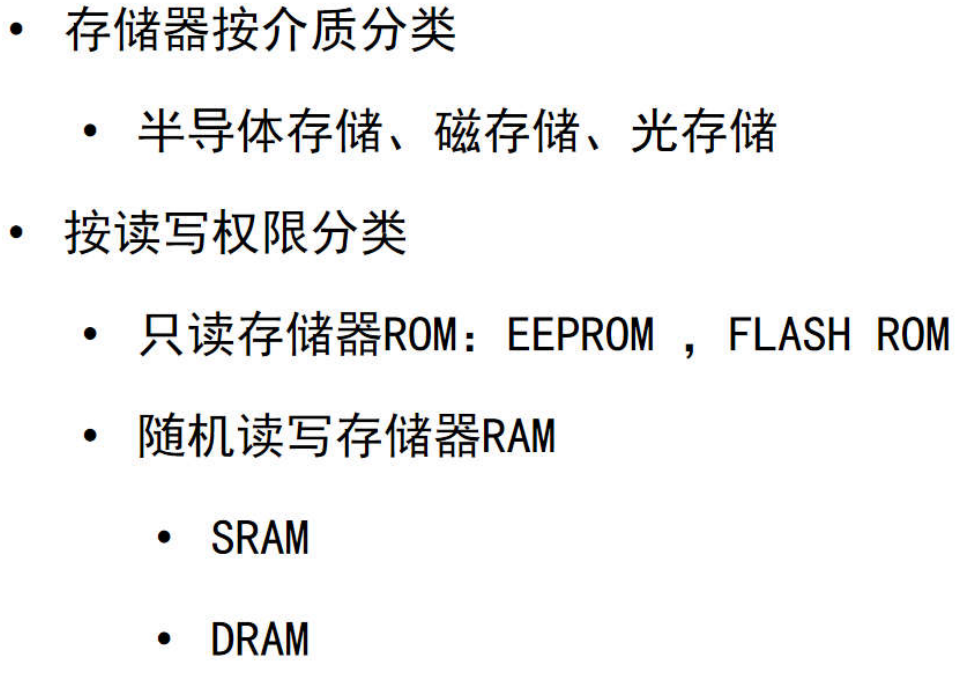 • 存储器按介质分类
• 半导体存储、磁存储、光存储
• 按读写权限分类
• 只读存储器ROM：EEPROM ，FLASH ROM
• 随机读写存储器RAM
• SRAM
• DRAM